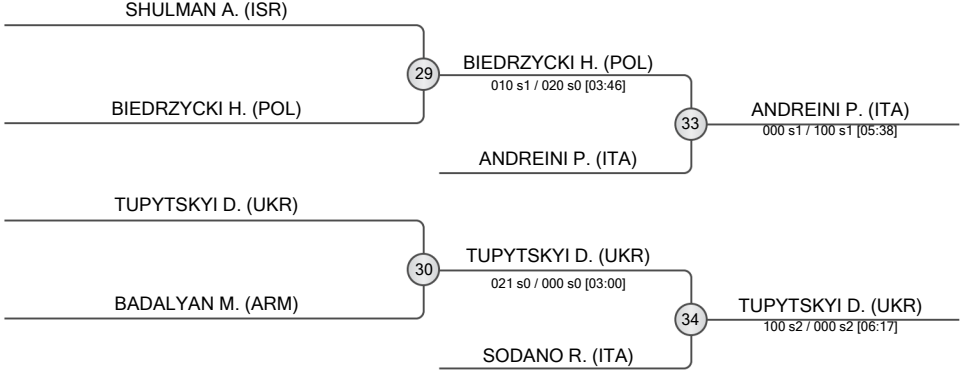 SHULMAN A. (ISR)
29
BIEDRZYCKI H. (POL)
010 s1 / 020 s0 [03:46]
BIEDRZYCKI H. (POL)
33
ANDREINI P. (ITA)
000 s1 / 100 s1 [05:38]
ANDREINI P. (ITA)
TUPYTSKYI D. (UKR)
30
TUPYTSKYI D. (UKR)
021 s0 / 000 s0 [03:00]
BADALYAN M. (ARM)
34
TUPYTSKYI D. (UKR)
100 s2 / 000 s2 [06:17]
SODANO R. (ITA)